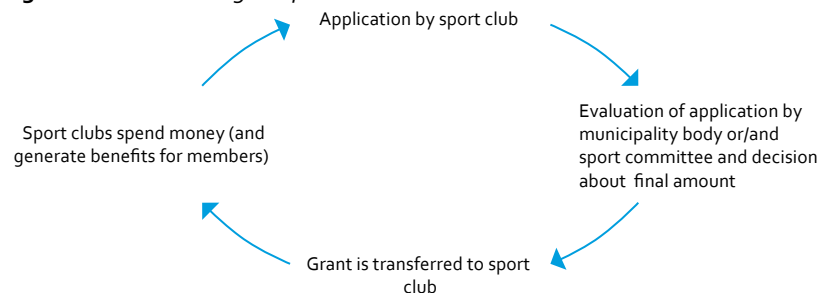 Application by sport club
Evaluation of application by
municipality body or/and
sport committee and decision
about final amount
Sport clubs spend money (and
generate benefits for members)
Grant is transferred to sport
club